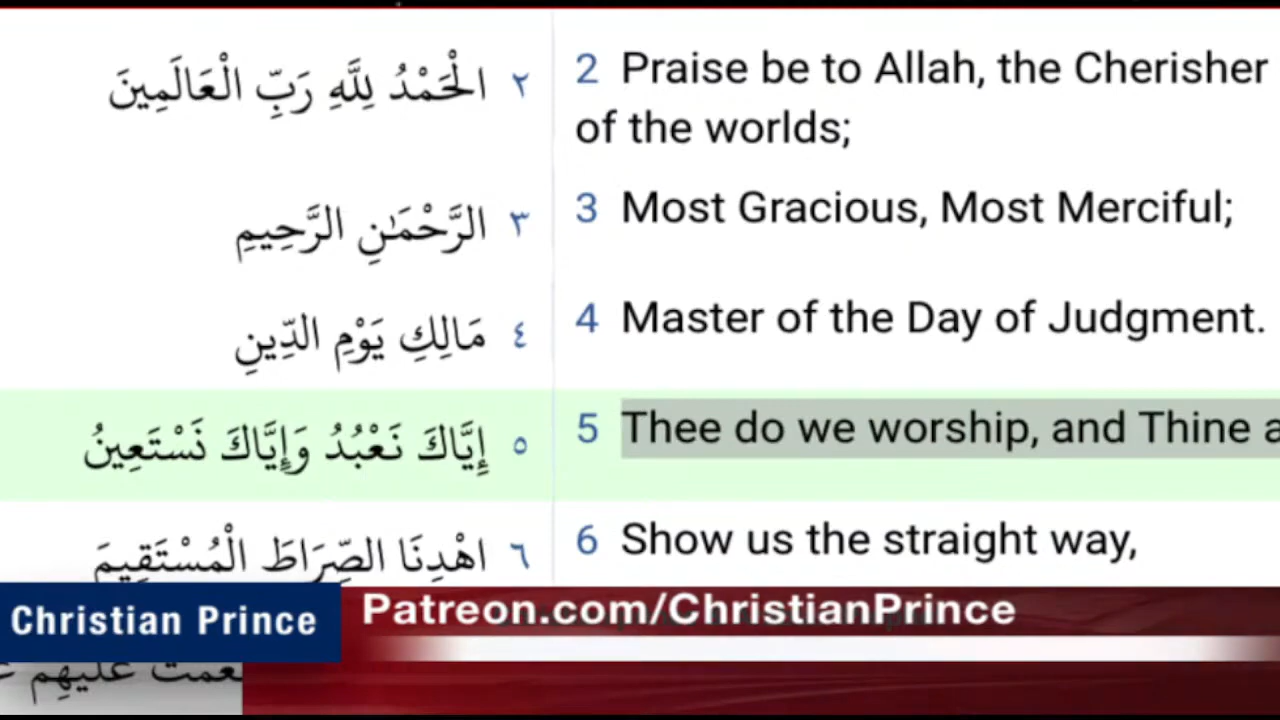 ٢ الْحَمْدُ لِلَّهِ رَبِّ الْعَالَمِينَ
2 Praise be to Allah, the Cherisher
of the worlds;
٣ الرَّحْمَٰنِ الرَّحِيمِ
3 Most Gracious, Most Merciful;
٤ مَالِكِ يَوْمِ الدِّينِ
4 Master of the Day of Judgment.
٥ إِيَّاكَ نَعْبُدُ وَإِيَّاكَ نَسْتَعِينُ
5 Thee do we worship, and Thine
٦ اهْدِنَا الصِّرَاطَ الْمُسْتَقِيمَ
6 Show us the straight way,
Christian Prince
Patreon.com/ChristianPrince
عَلَيْهِمْ